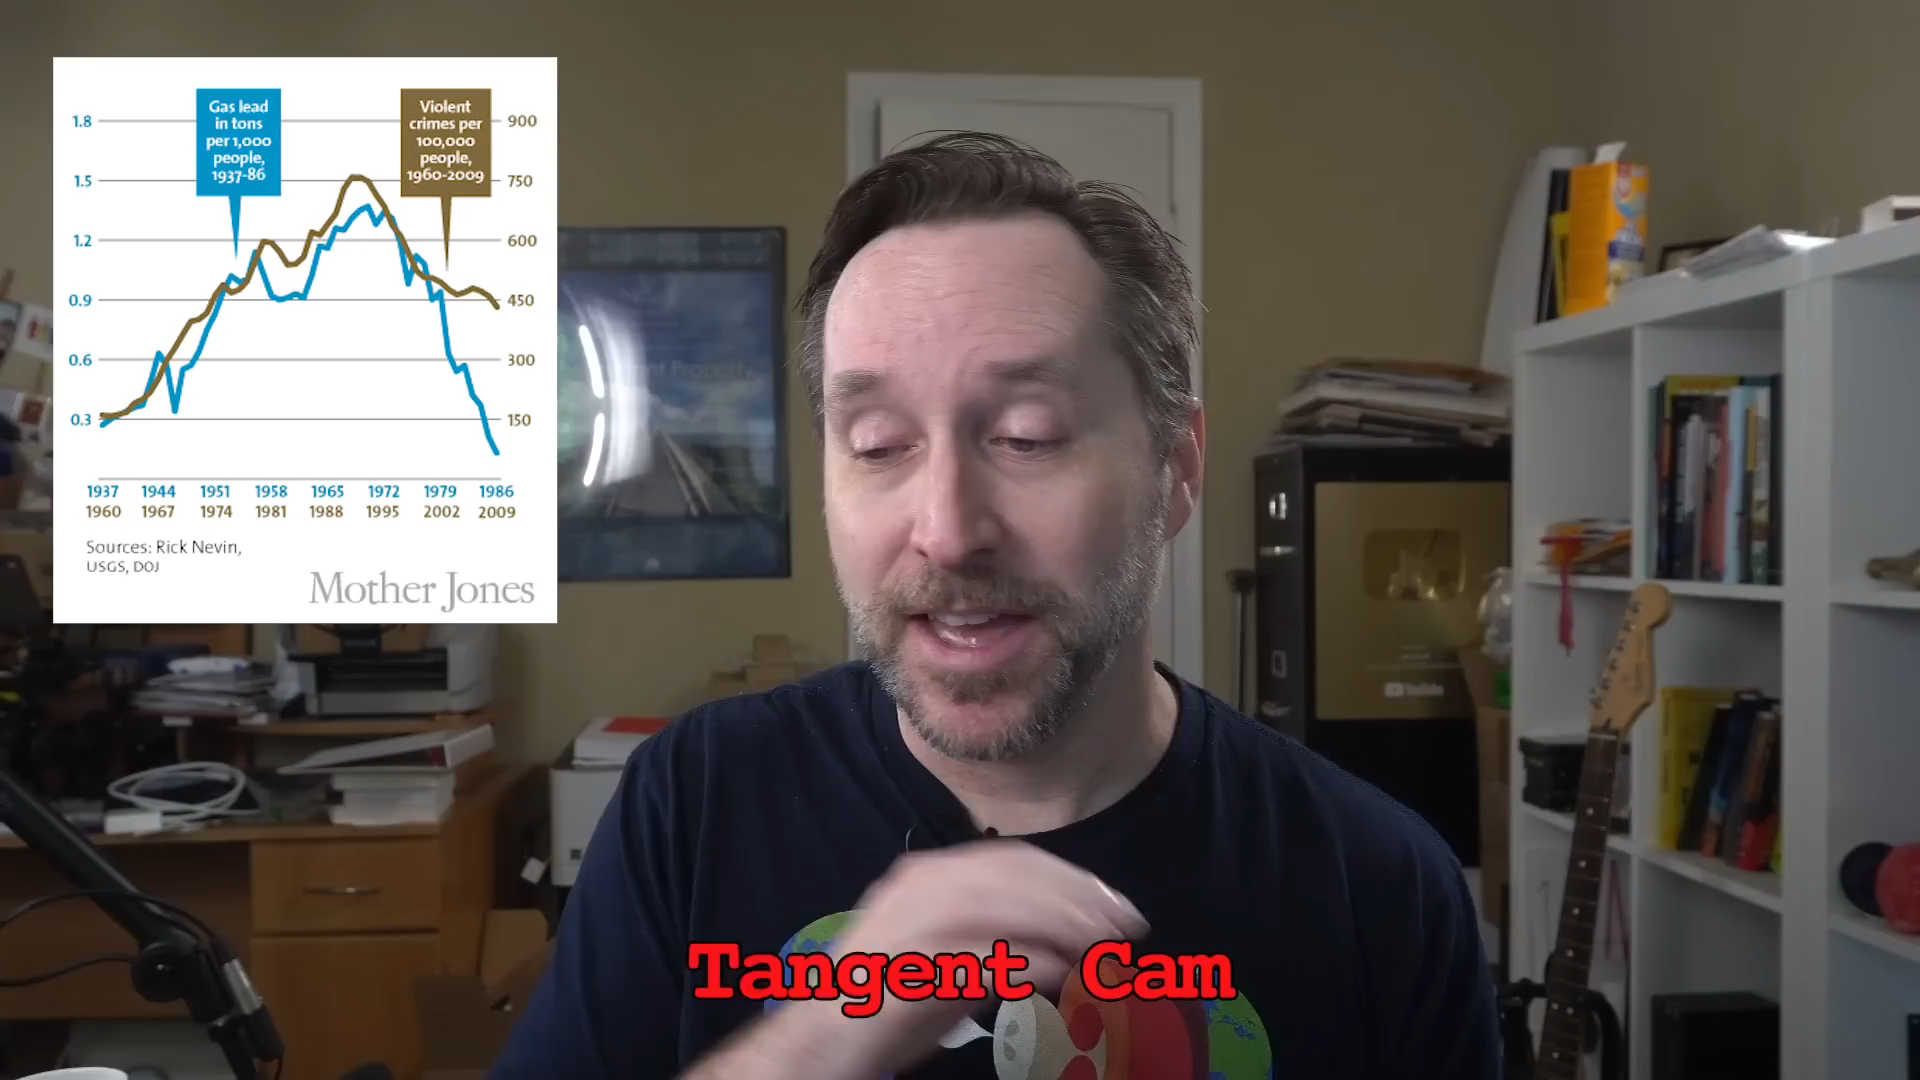 Gas lead
in tons
per 1,000
people,
1937-86
Violent
crimes per
100,000
people,
1960-2009
1.8
1.5
1.2
0.9
0.6
0.3
900
750
600
450
300
150
1937 1944 1951 1958 1965 1972 1979 1986
1960 1967 1974 1981 1988 1995 2002 2009
Sources: Rick Nevin,
USGS, DOJ
Mother Jones
YouTube
Tangent Cam